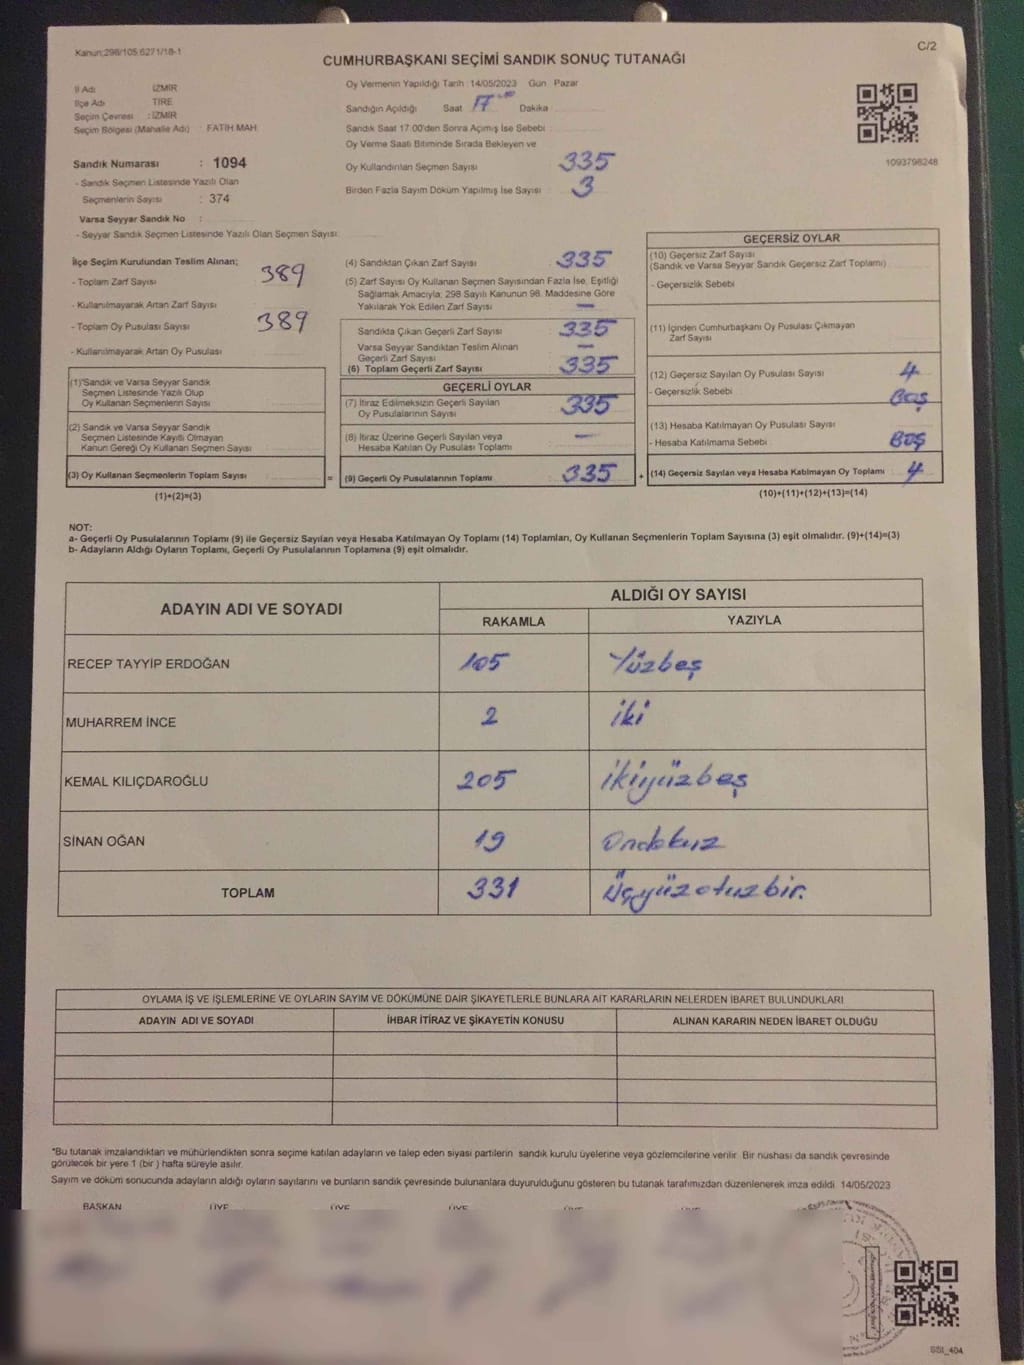 Kanun:298/105,6271/18-1
C/2
CUMHURBAŞKANI SEÇİMİ SANDIK SONUÇ TUTANAĞI
İl Adı İZMİR
İlçe Adı TİRE
Seçim Çevresi : İZMİR
Seçim Bölgesi (Mahalle Adı) : FATİH MAH
Sandık Numarası : 1094
- Sandık Seçmen Listesinde Yazılı Olan
Seçmenlerin Sayısı : 374
Varsa Seyyar Sandık No :
- Seyyar Sandık Seçmen Listesinde Yazılı Olan Seçmen Sayısı:
Oy Vermenin Yapıldığı Tarih :14/05/2023 Gün : Pazar
Sandığın Açıldığı Saat 17 Dakika
Sandık Saat 17:00'den Sonra Açımış İse Sebebi :
Oy Verme Saati Bitiminde Sırada Bekleyen ve
Oy Kullandırılan Seçmen Sayısı : 335
Birden Fazla Sayım Döküm Yapılmış İse Sayısı : 3
1093798248
İlçe Seçim Kurulundan Teslim Alınan;
- Toplam Zarf Sayısı : 389
- Kullanılmayarak Artan Zarf Sayısı :
- Toplam Oy Pusulası Sayısı : 389
- Kullanılmayarak Artan Oy Pusulası :
(1) Sandık ve Varsa Seyyar Sandık
Seçmen Listesinde Yazılı Olup
Oy Kullanan Seçmenlerin Sayısı :
(2) Sandık ve Varsa Seyyar Sandık
Seçmen Listesinde Kayıtlı Olmayan
Kanun Gereği Oy Kullanan Seçmen Sayısı :
(3) Oy Kullanan Seçmenlerin Toplam Sayısı :
(1)+(2)=(3)
=
(4) Sandıktan Çıkan Zarf Sayısı : 335
(5) Zarf Sayısı Oy Kullanan Seçmen Sayısından Fazla İse, Eşitliği
Sağlamak Amacıyla; 298 Sayılı Kanunun 98. Maddesine Göre
Yakılarak Yok Edilen Zarf Sayısı : —
Sandıkta Çıkan Geçerli Zarf Sayısı : 335
Varsa Seyyar Sandıktan Teslim Alınan
Geçerli Zarf Sayısı : —
(6) Toplam Geçerli Zarf Sayısı : 335
GEÇERLİ OYLAR
(7) İtiraz Edilmeksizin Geçerli Sayılan
Oy Pusulalarının Sayısı : 335
(8) İtiraz Üzerine Geçerli Sayılan veya
Hesaba Katılan Oy Pusulası Toplamı : —
(9) Geçerli Oy Pusulalarının Toplamı : 335
+
GEÇERSİZ OYLAR
(10) Geçersiz Zarf Sayısı
(Sandık ve Varsa Seyyar Sandık Geçersiz Zarf Toplamı) :
- Geçersizlik Sebebi :
(11) İçinden Cumhurbaşkanı Oy Pusulası Çıkmayan
Zarf Sayısı :
(12) Geçersiz Sayılan Oy Pusulası Sayısı : 4
- Geçersizlik Sebebi : BOŞ
(13) Hesaba Katılmayan Oy Pusulası Sayısı :
- Hesaba Katılmama Sebebi : BOŞ
(14) Geçersiz Sayılan veya Hesaba Katılmayan Oy Toplamı : 4
(10)+(11)+(12)+(13)=(14)
NOT:
a- Geçerli Oy Pusulalarının Toplamı (9) ile Geçersiz Sayılan veya Hesaba Katılmayan Oy Toplamı (14) Toplamları, Oy Kullanan Seçmenlerin Toplam Sayısına (3) eşit olmalıdır. (9)+(14)=(3)
b- Adayların Aldığı Oyların Toplamı, Geçerli Oy Pusulalarının Toplamına (9) eşit olmalıdır.
ADAYIN ADI VE SOYADI ALDIĞI OY SAYISI
RAKAMLA YAZIYLA
RECEP TAYYİP ERDOĞAN 105 Yüzbeş
MUHARREM İNCE 2 iki
KEMAL KILIÇDAROĞLU 205 ikiyüzbeş
SİNAN OĞAN 19 Ondokuz
TOPLAM 331 Üçyüzotuzbir.
OYLAMA İŞ VE İŞLEMLERİNE VE OYLARIN SAYIM VE DÖKÜMÜNE DAİR ŞİKAYETLERLE BUNLARA AİT KARARLARIN NELERDEN İBARET BULUNDUKLARI
ADAYIN ADI VE SOYADI İHBAR İTİRAZ VE ŞİKAYETİN KONUSU ALINAN KARARIN NEDEN İBARET OLDUĞU
*Bu tutanak imzalandıktan ve mühürlendikten sonra seçime katılan adayların ve talep eden siyasi partilerin sandık kurulu üyelerine veya gözlemcilerine verilir. Bir nüshası da sandık çevresinde
görülecek bir yere 1 (bir ) hafta süreyle asılır.
Sayım ve döküm sonucunda adayların aldığı oyların sayılarını ve bunların sandık çevresinde bulunanlara duyurulduğunu gösteren bu tutanak tarafımızdan düzenlenerek imza edildi. 14/05/2023
BAŞKAN ÜYE ÜYE ÜYE ÜYE ÜYE
SSI_404